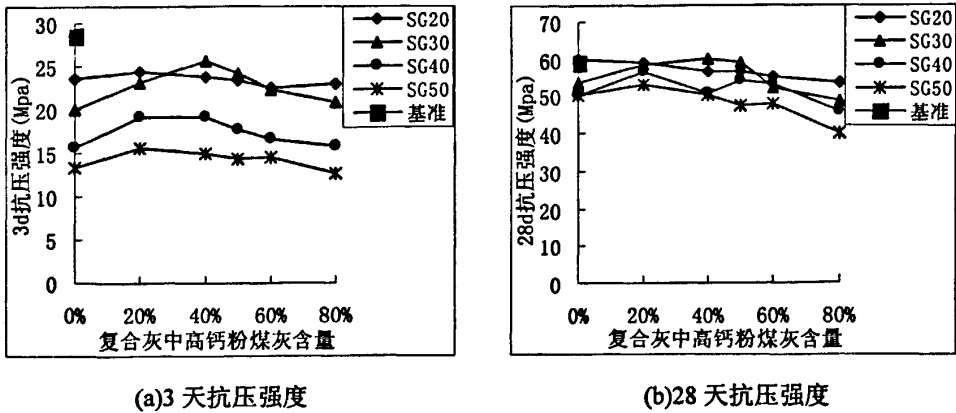 30
25
20
15
10
5
0
3d抗压强度(Mpa)
0% 20% 40% 60% 80%
复合灰中高钙粉煤灰含量
SG20
SG30
SG40
SG50
基准
(a)3 天抗压强度
70
60
50
40
30
20
10
0
28d抗压强度(Mpa)
0% 20% 40% 60% 80%
复合灰中高钙粉煤灰含量
SG20
SG30
SG40
SG50
基准
(b)28 天抗压强度